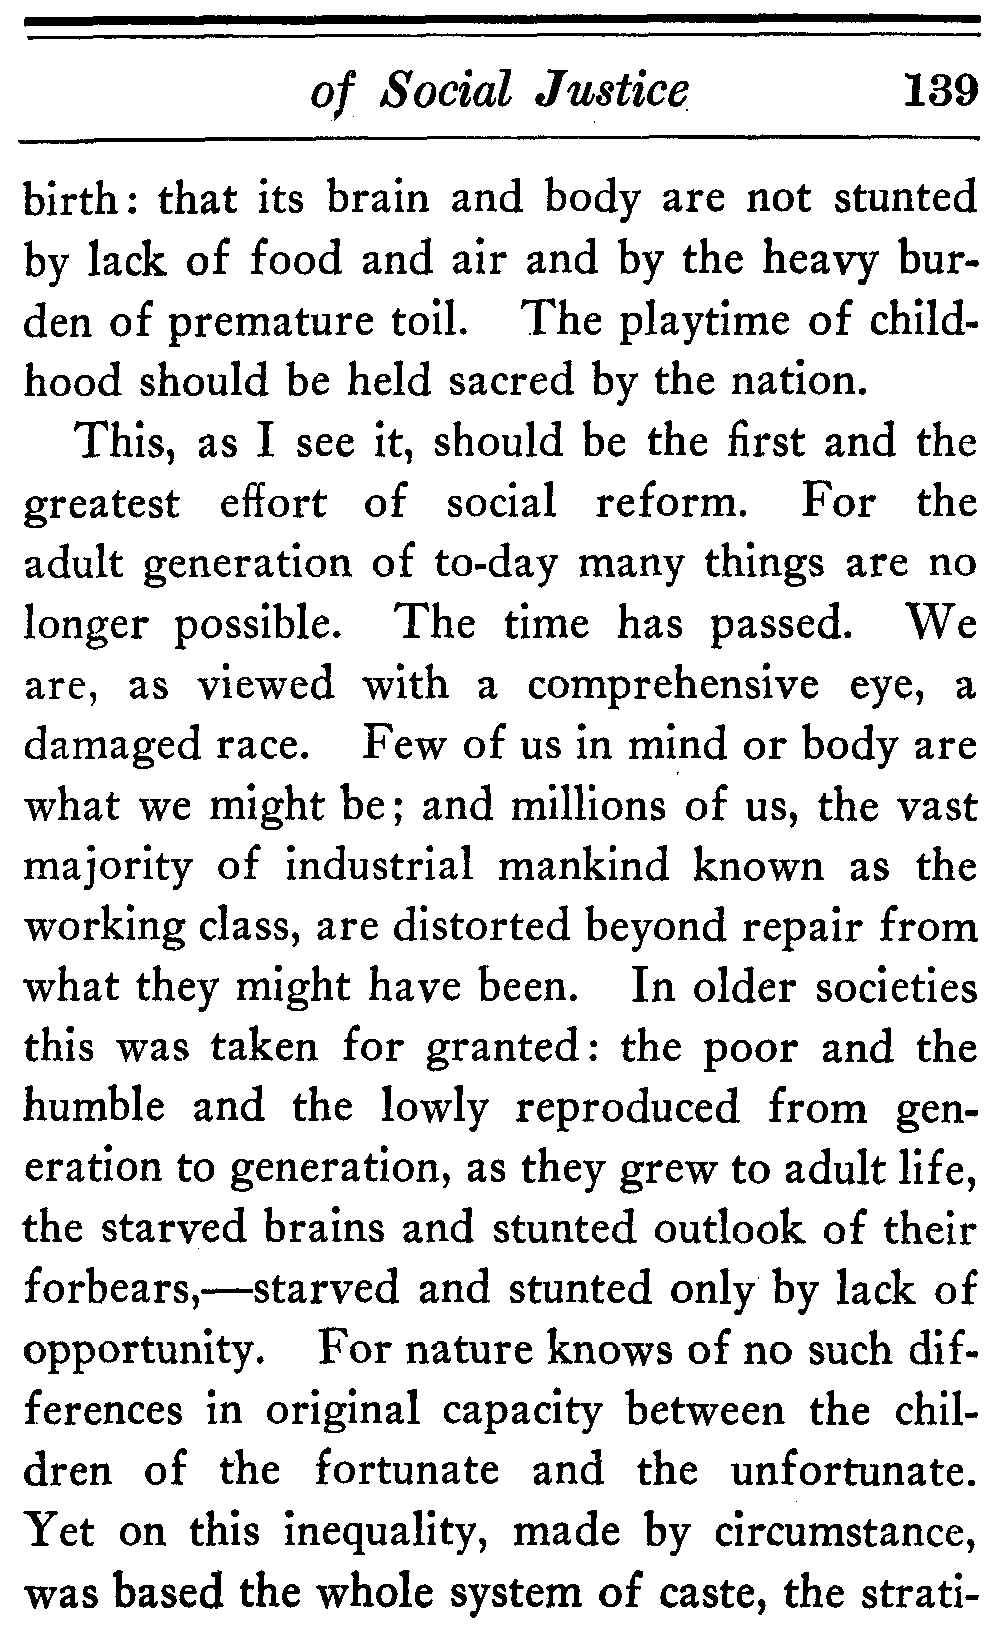 of Social Justice 139
birth: that its brain and body are not stunted
by lack of food and air and by the heavy bur-
den of premature toil. The playtime of child-
hood should be held sacred by the nation.
This, as I see it, should be the first and the
greatest effort of social reform. For the
adult generation of to-day many things are no
longer possible. The time has passed. We
are, as viewed with a comprehensive eye, a
damaged race. Few of us in mind or body are
what we might be; and millions of us, the vast
majority of industrial mankind known as the
working class, are distorted beyond repair from
what they might have been. In older societies
this was taken for granted: the poor and the
humble and the lowly reproduced from gen-
eration to generation, as they grew to adult life,
the starved brains and stunted outlook of their
forbears,—starved and stunted only by lack of
opportunity. For nature knows of no such dif-
ferences in original capacity between the chil-
dren of the fortunate and the unfortunate.
Yet on this inequality, made by circumstance,
was based the whole system of caste, the strati-